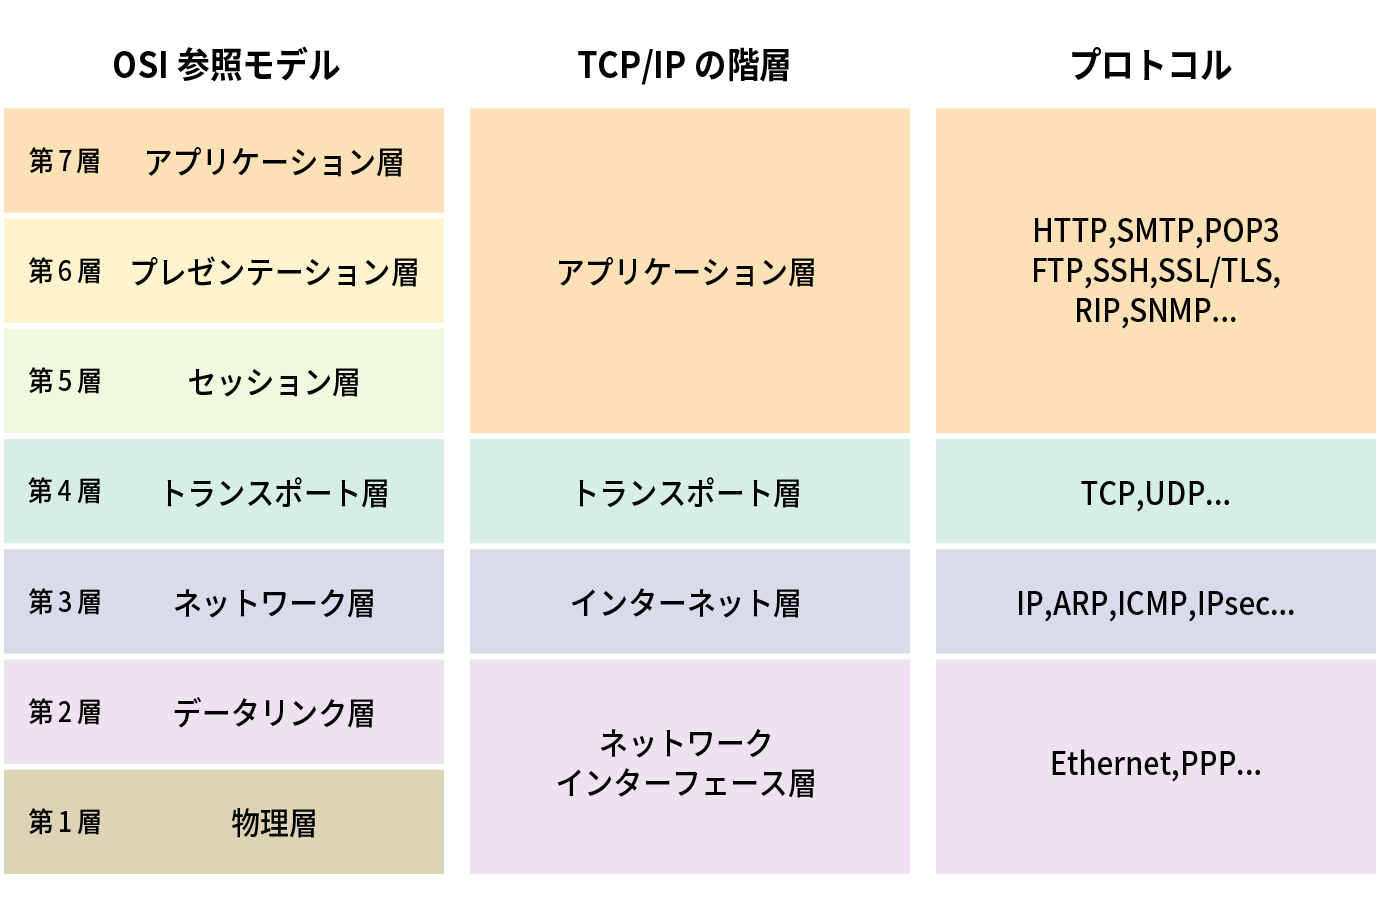 OSI 参照モデル
TCP/IP の階層
プロトコル
第7層 アプリケーション層
第6層 プレゼンテーション層
第5層 セッション層
第4層 トランスポート層
第3層 ネットワーク層
第2層 データリンク層
第1層 物理層
アプリケーション層
トランスポート層
インターネット層
ネットワーク
インターフェース層
HTTP,SMTP,POP3
FTP,SSH,SSL/TLS,
RIP,SNMP...
TCP,UDP...
IP,ARP,ICMP,IPsec...
Ethernet,PPP...